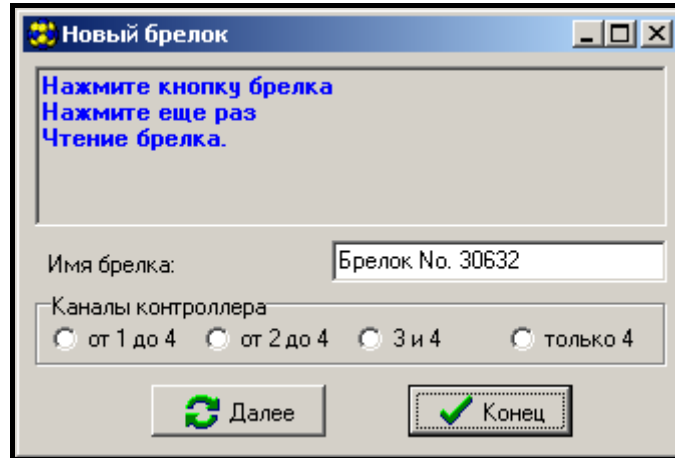 Новый брелок
Нажмите кнопку брелка
Нажмите еще раз
Чтение брелка.
Имя брелка: Брелок No. 30632
Каналы контроллера
от 1 до 4 от 2 до 4 3 и 4 только 4
Далее Конец